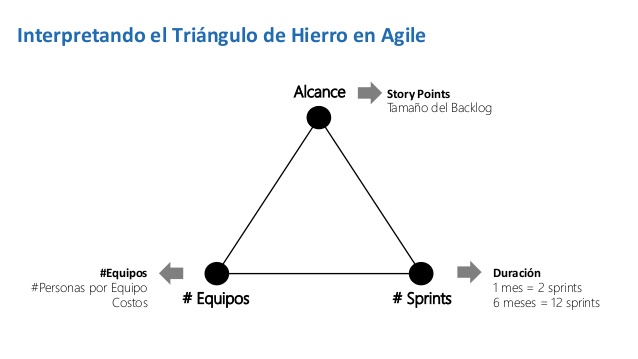 Interpretando el Triángulo de Hierro en Agile
Alcance
Story Points
Tamaño del Backlog
#Equipos
#Personas por Equipo
Costos
# Equipos
# Sprints
Duración
1 mes = 2 sprints
6 meses = 12 sprints